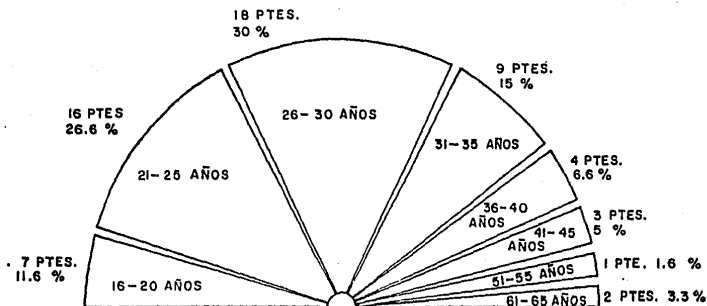 18 PTES.
30 %
9 PTES.
15 %
16 PTES
26.6 %
26-30 AÑOS
31-35 AÑOS
4 PTES.
6.6 %
21-25 AÑOS
36-40
AÑOS
3 PTES.
5 %
41-45
AÑOS
. 7 PTES.
11.6 %
16-20 AÑOS
1 PTE. 1.6 %
51-55 AÑOS
2 PTES. 3.3 %
61-65 AÑOS